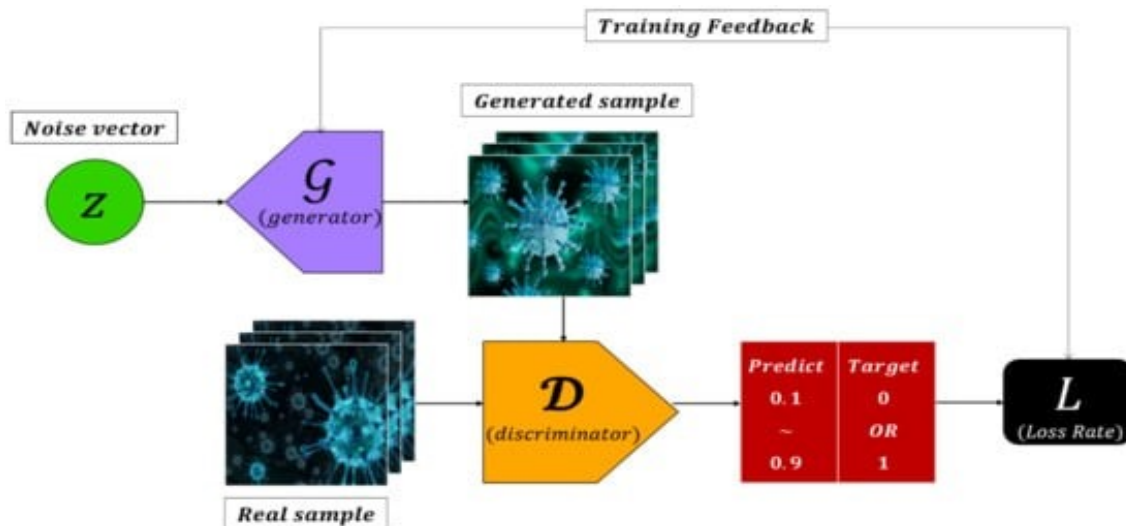 Training Feedback
Generated sample
Noise vector
z
G
(generator)
Real sample
D
(discriminator)
Predict Target
0.1 0
~ OR
0.9 1
L
(Loss Rate)